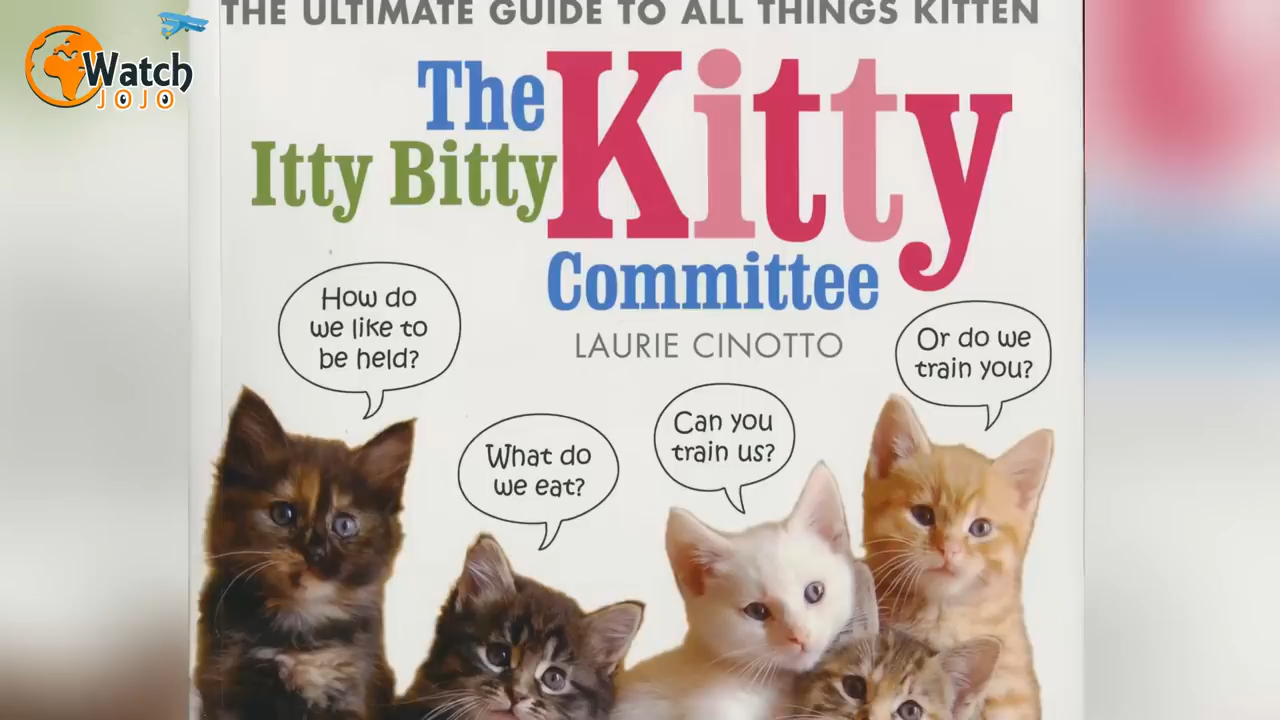 THE ULTIMATE GUIDE TO ALL THINGS KITTEN
Watch
JOJO
The
Itty Bitty
Kitty
Committee
LAURIE CINOTTO
How do
we like to
be held?
What do
we eat?
Can you
train us?
Or do we
train you?